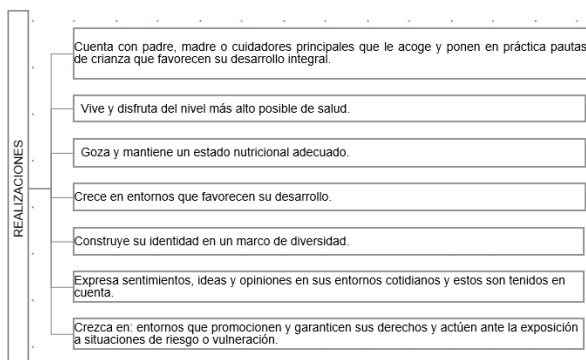 REALIZACIONES
Cuenta con padre, madre o cuidadores principales que le acoge y ponen en práctica pautas
de crianza que favorecen su desarrollo integral.
Vive y disfruta del nivel más alto posible de salud.
Goza y mantiene un estado nutricional adecuado.
Crece en entornos que favorecen su desarrollo.
Construye su identidad en un marco de diversidad.
Expresa sentimientos, ideas y opiniones en sus entornos cotidianos y estos son tenidos en
cuenta.
Crezca en: entornos que promocionen y garanticen sus derechos y actúen ante la exposición
a situaciones de riesgo o vulneración.